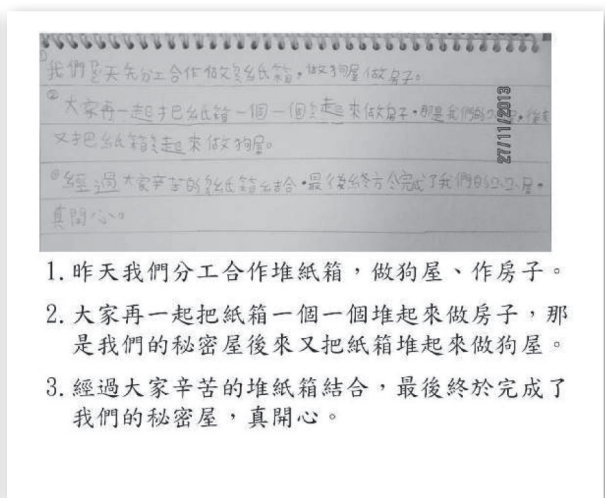 ①
我們天先分工合作做紙箱，做狗屋做房子。
②大家再一起把紙箱一個一個起來做房子，那是我們的
又把紙箱起來做狗屋。
③經過大家辛苦的紙箱結合，最後終方令完成了我們的屋，
真開心。
27/11/2013
1. 昨天我們分工合作堆紙箱，做狗屋、作房子。
2. 大家再一起把紙箱一個一個堆起來做房子，那
是我們的秘密屋後來又把紙箱堆起來做狗屋。
3. 經過大家辛苦的堆紙箱結合，最後終於完成了
我們的秘密屋，真開心。